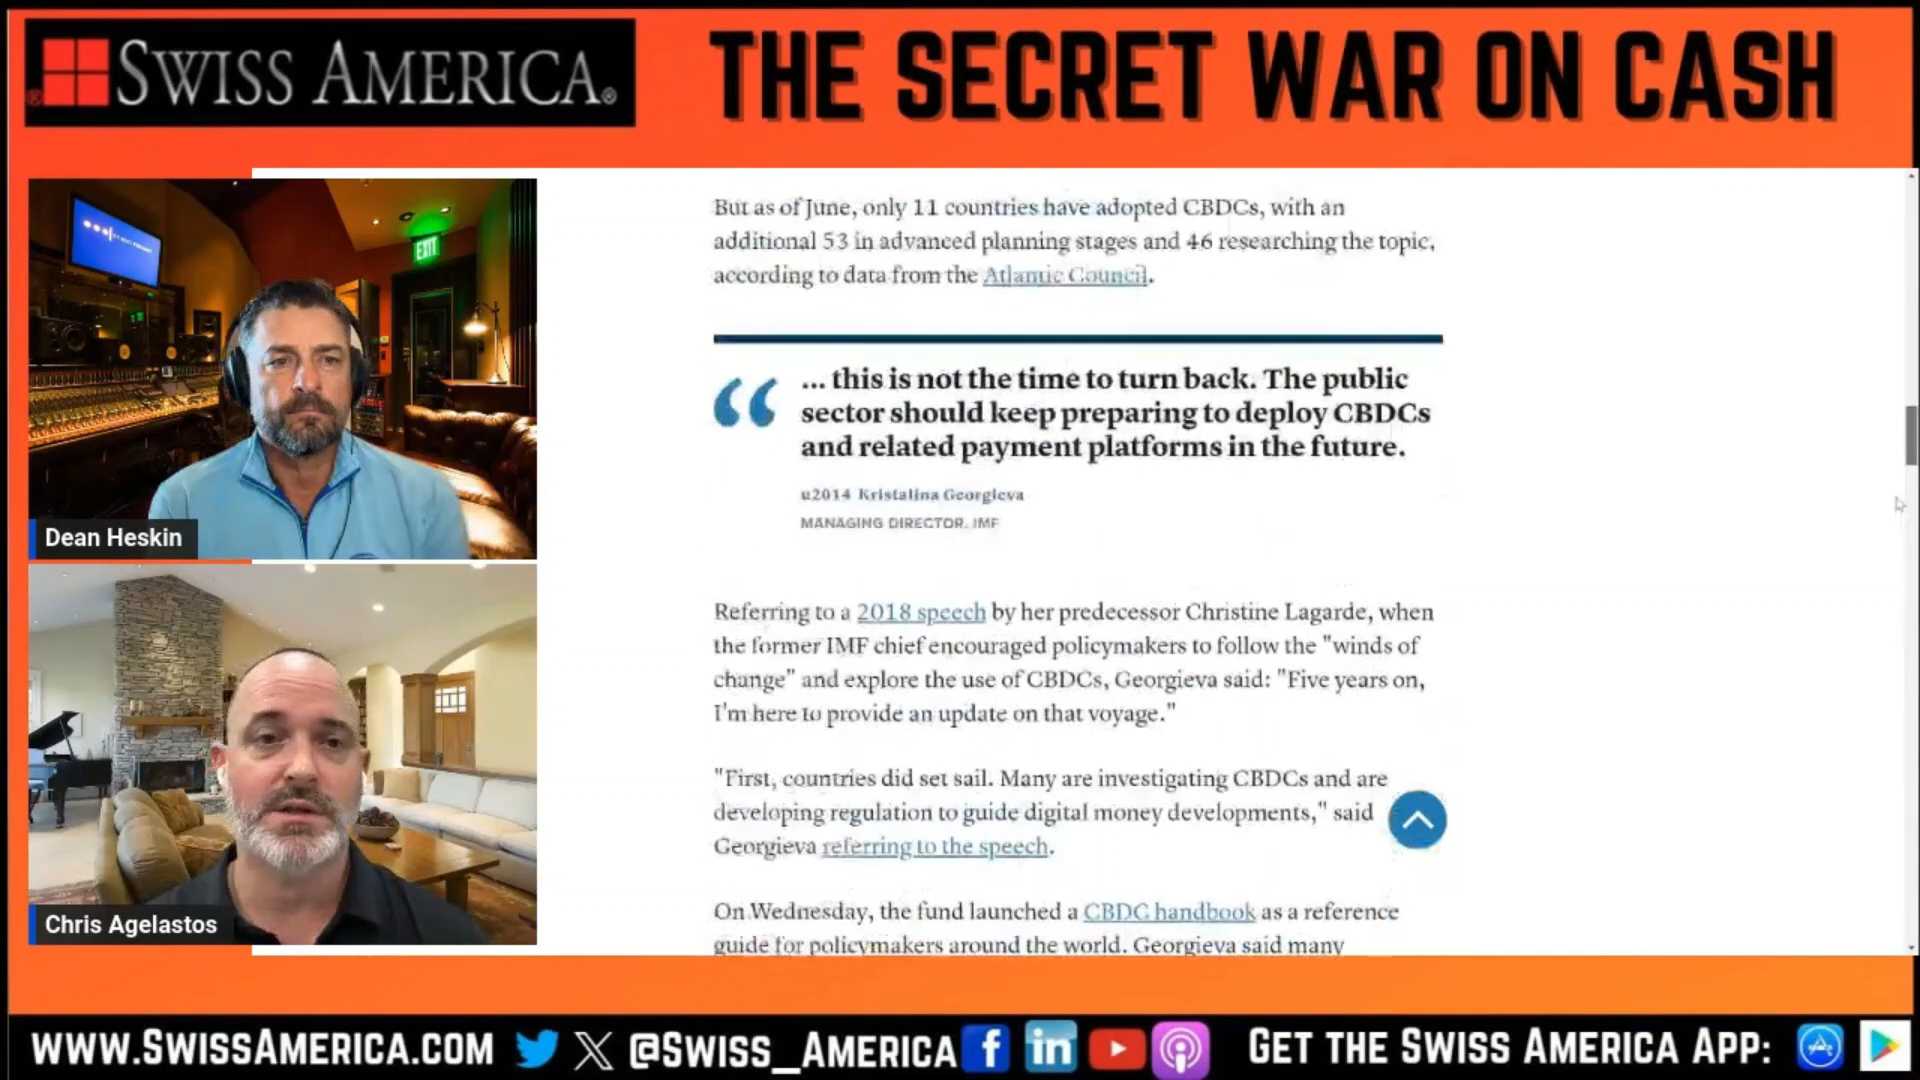 SWISS AMERICA®
THE SECRET WAR ON CASH
EXIT
Dean Heskin
Chris Agelastos
But as of June, only 11 countries have adopted CBDCs, with an
additional 53 in advanced planning stages and 46 researching the topic,
according to data from the Atlantic Council.
“ ... this is not the time to turn back. The public
sector should keep preparing to deploy CBDCs
and related payment platforms in the future.
u2014 Kristalina Georgieva
MANAGING DIRECTOR, IMF
Referring to a 2018 speech by her predecessor Christine Lagarde, when
the former IMF chief encouraged policymakers to follow the "winds of
change" and explore the use of CBDCs, Georgieva said: "Five years on,
I'm here to provide an update on that voyage."
"First, countries did set sail. Many are investigating CBDCs and are
developing regulation to guide digital money developments," said
Georgieva referring to the speech.
On Wednesday, the fund launched a CBDC handbook as a reference
guide for policymakers around the world. Georgieva said many
WWW.SWISSAMERICA.COM
@SWISS_AMERICA
GET THE SWISS AMERICA APP: